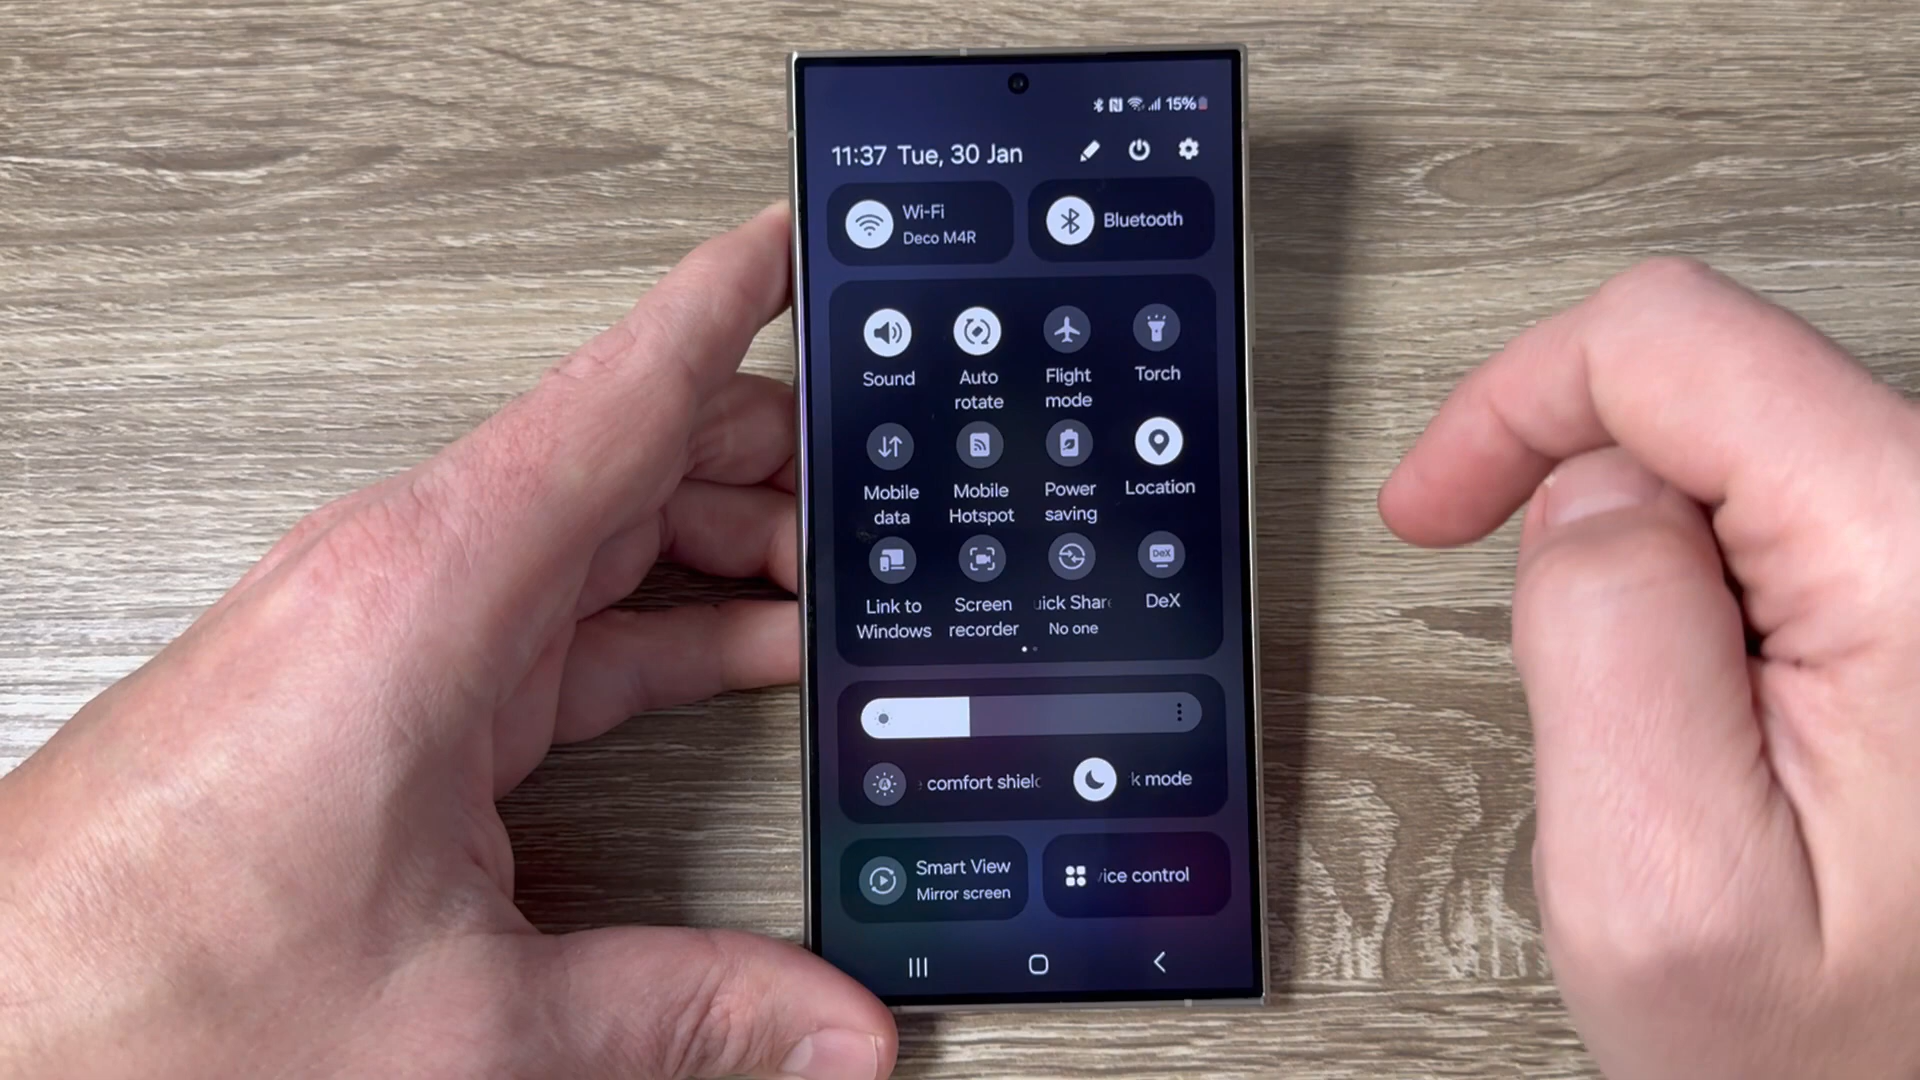 15%
11:37 Tue, 30 Jan
Wi-Fi
Deco M4R
Bluetooth
Sound
Auto
rotate
Flight
mode
Torch
Mobile
data
Mobile
Hotspot
Power
saving
Location
Link to
Windows
Screen
recorder
uick Share
No one
DeX
DeX
comfort shield
k mode
Smart View
Mirror screen
vice control